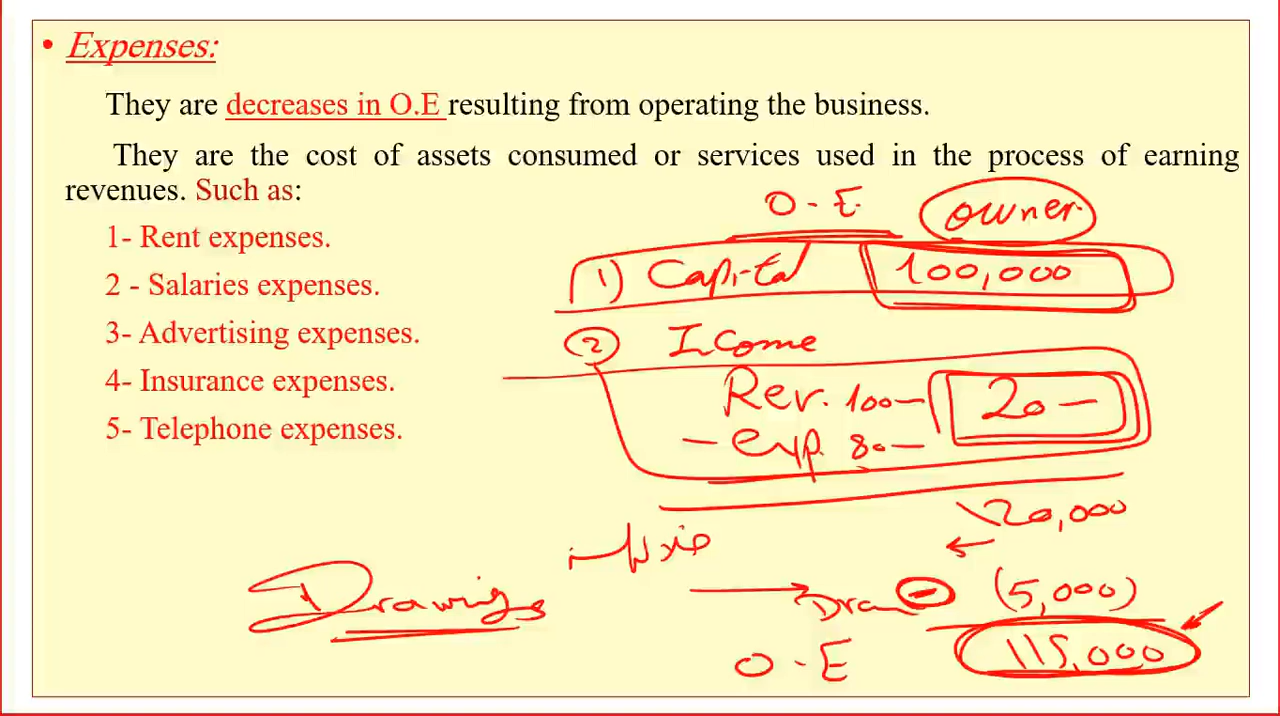 • Expenses:
They are decreases in O.E resulting from operating the business.
They are the cost of assets consumed or services used in the process of earning
revenues. Such as:
1- Rent expenses.
2 - Salaries expenses.
3- Advertising expenses.
4- Insurance expenses.
5- Telephone expenses.
O - E owner
1) Capital 100,000
2 Income
Rev. 100— 20 —
— exp. 80 —
120,000
Drawings
Draw - (5,000)
O - E 115,000